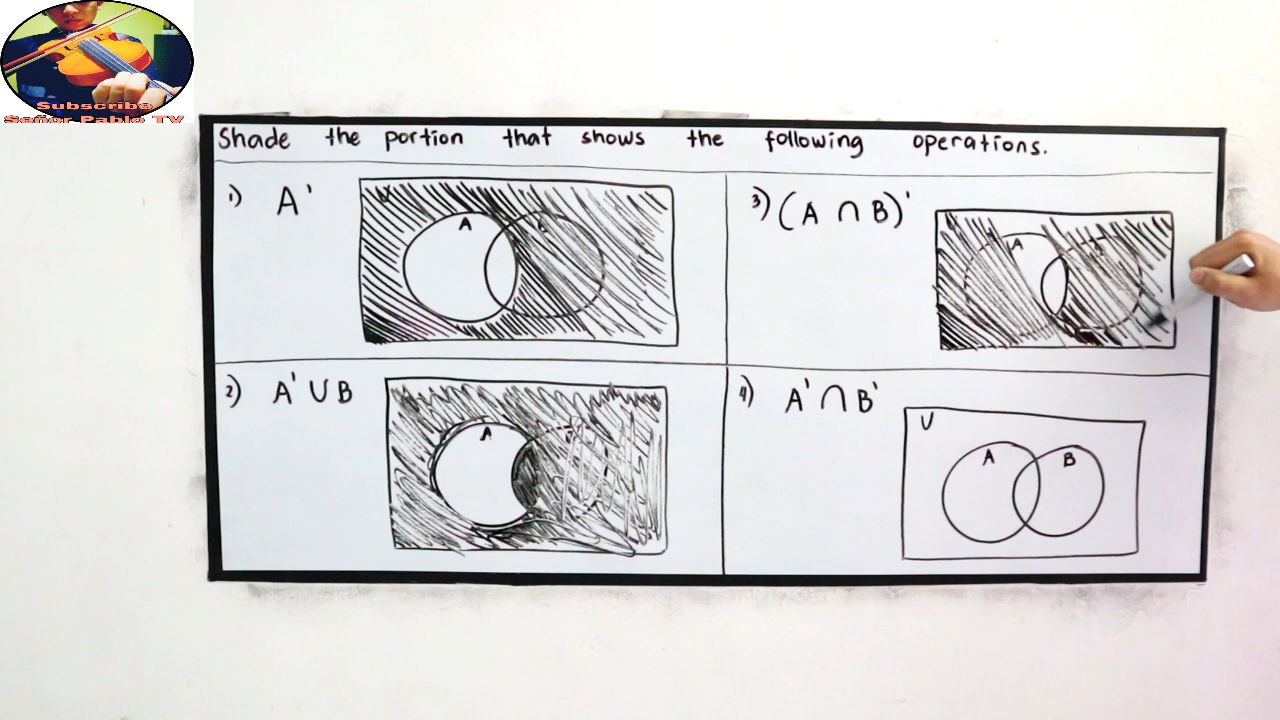 Subscribe
Señor Pablo TV
Shade the portion that shows the following operations.
1) A'
U
A
3) (A ∩ B)'
A
2) A' ∪ B
A
4) A' ∩ B'
U
A
B